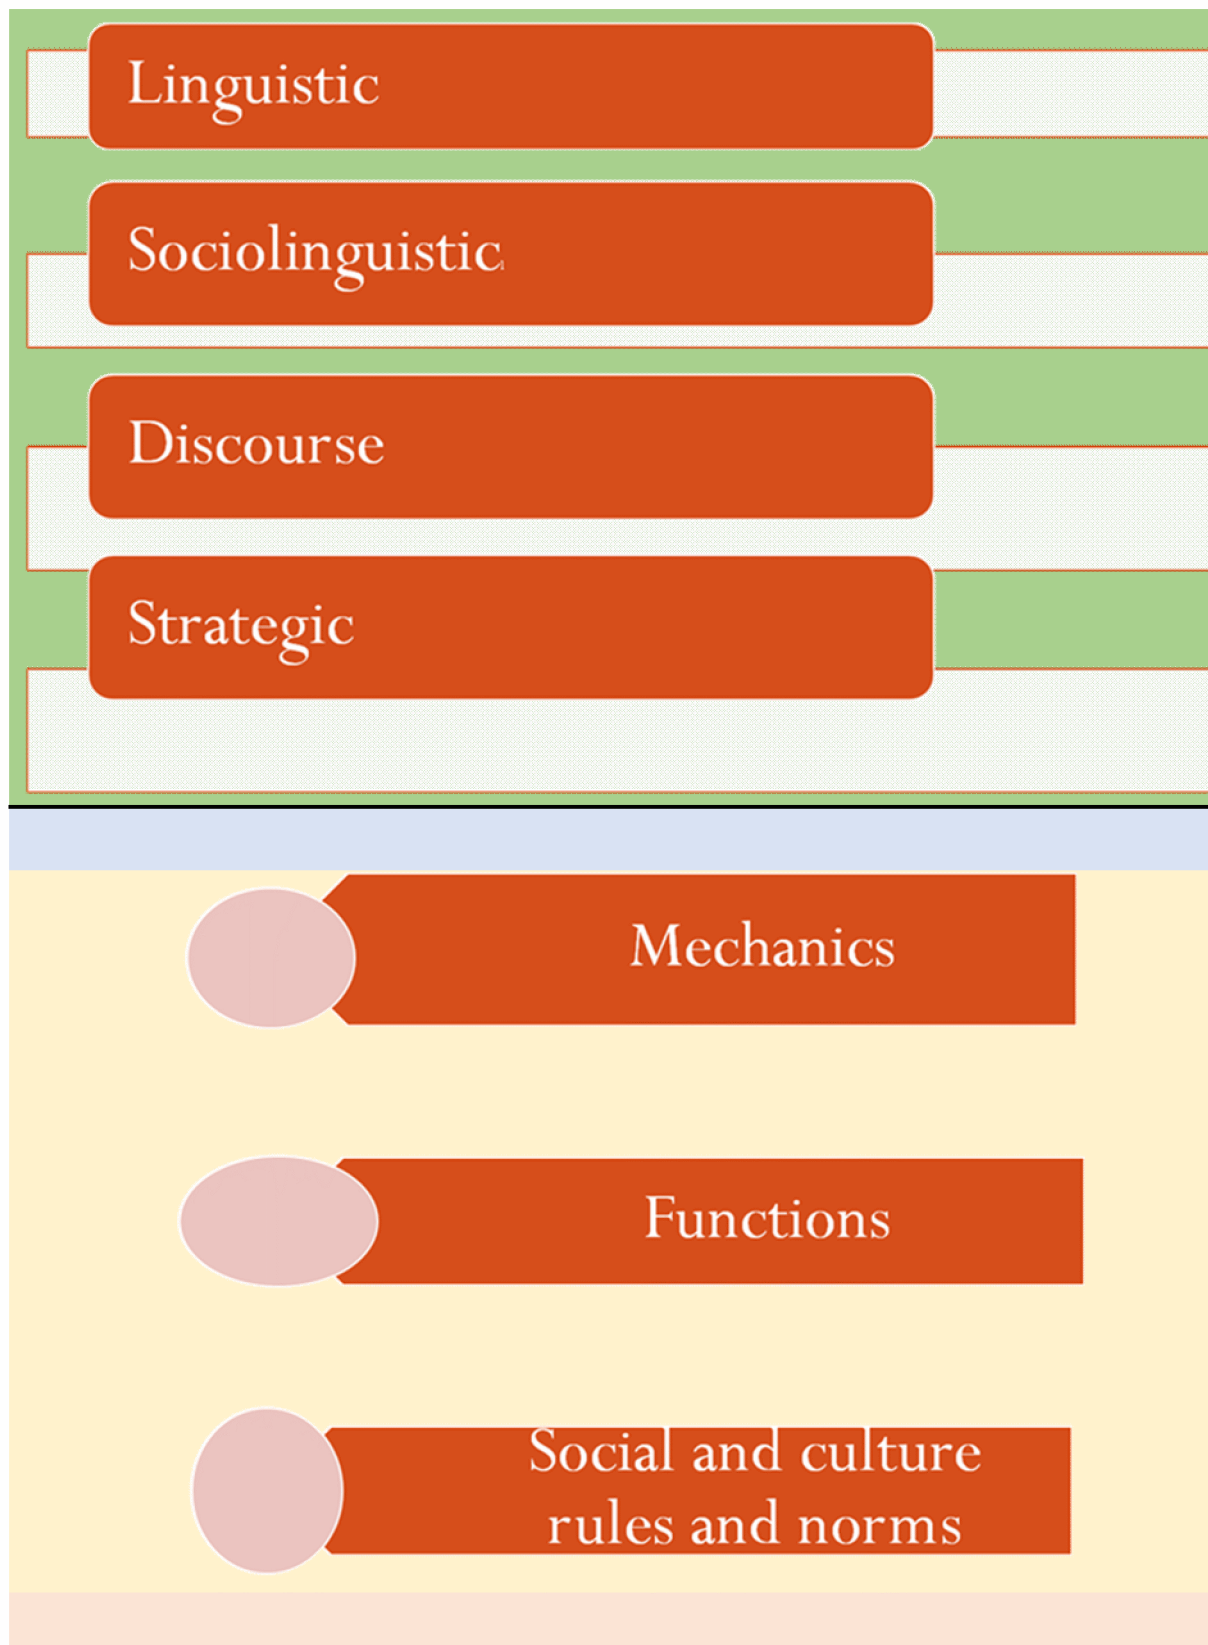 Linguistic
Sociolinguistic
Discourse
Strategic
Mechanics
Functions
Social and culture
rules and norms